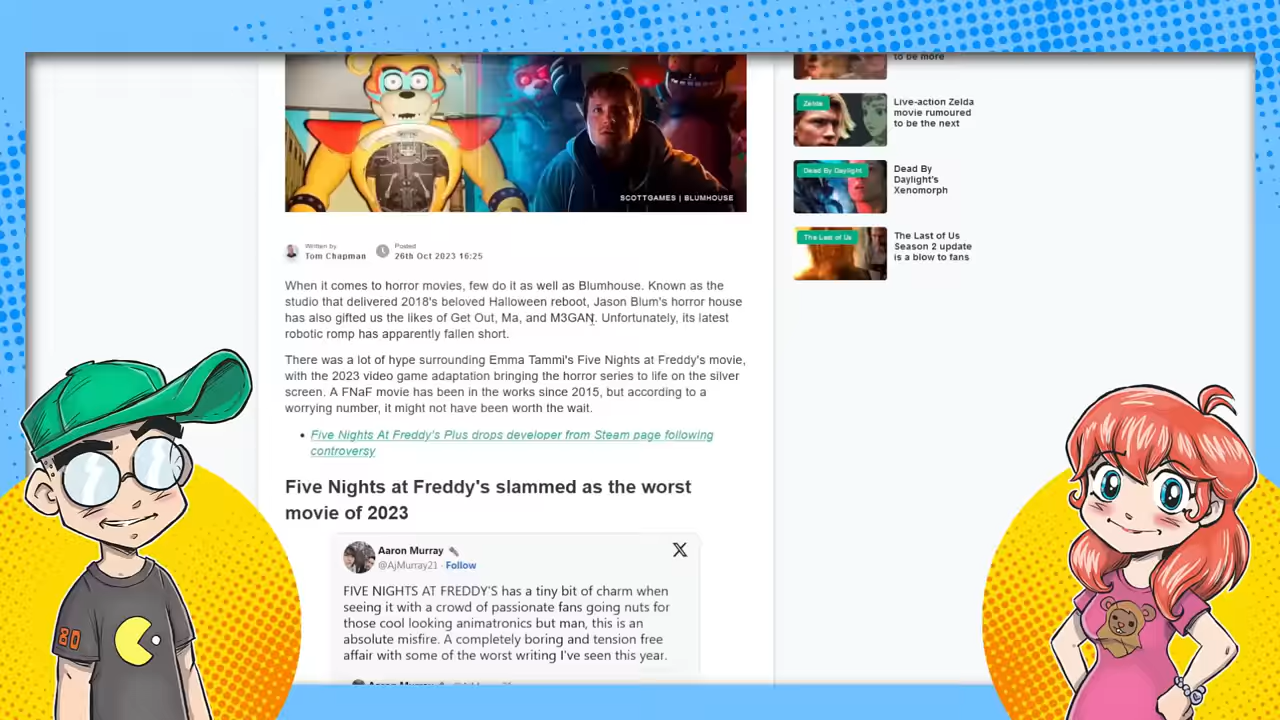 to be more
Zelda
Live-action Zelda
movie rumoured
to be the next
Dead By Daylight
Dead By
Daylight's
Xenomorph
The Last of Us
The Last of Us
Season 2 update
is a blow to fans
SCOTTGAMES | BLUMHOUSE
Written by
Tom Chapman
Posted
26th Oct 2023 16:25
When it comes to horror movies, few do it as well as Blumhouse. Known as the
studio that delivered 2018's beloved Halloween reboot, Jason Blum's horror house
has also gifted us the likes of Get Out, Ma, and M3GAN. Unfortunately, its latest
robotic romp has apparently fallen short.
There was a lot of hype surrounding Emma Tammi's Five Nights at Freddy's movie,
with the 2023 video game adaptation bringing the horror series to life on the silver
screen. A FNaF movie has been in the works since 2015, but according to a
worrying number, it might not have been worth the wait.
• Five Nights At Freddy's Plus drops developer from Steam page following
controversy
Five Nights at Freddy's slammed as the worst
movie of 2023
Aaron Murray
@AjMurray21 · Follow
FIVE NIGHTS AT FREDDY'S has a tiny bit of charm when
seeing it with a crowd of passionate fans going nuts for
those cool looking animatronics but man, this is an
absolute misfire. A completely boring and tension free
affair with some of the worst writing I've seen this year.
Aaron Murray
80